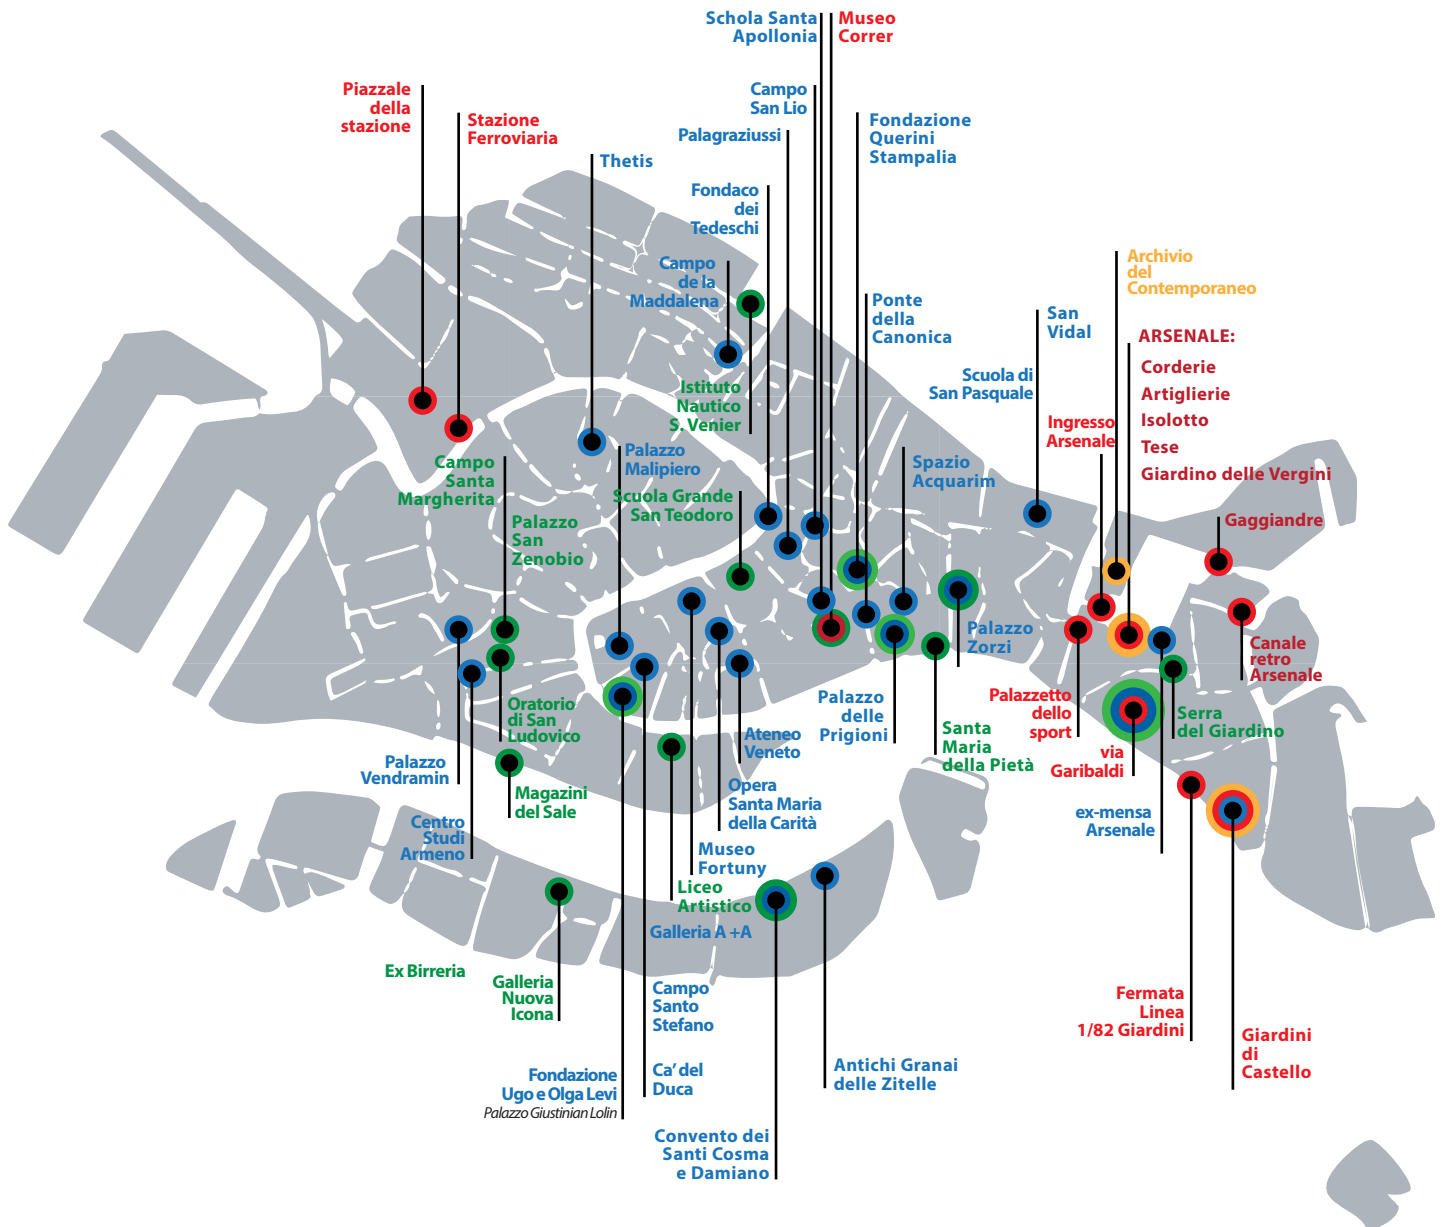 Schola Santa
Apollonia
Museo
Correr
Piazzale
della
stazione
Stazione
Ferroviaria
Campo
San Lio
Palagraziussi
Fondazione
Querini
Stampalia
Thetis
Fondaco
dei
Tedeschi
Campo
de la
Maddalena
Archivio
del
Contemporaneo
Ponte
della
Canonica
San
Vidal
ARSENALE:
Corderie
Artiglierie
Isolotto
Tese
Giardino delle Vergini
Scuola di
San Pasquale
Istituto
Nautico
S. Venier
Ingresso
Arsenale
Palazzo
Malipiero
Campo
Santa
Margherita
Spazio
Acquarim
Scuola Grande
San Teodoro
Gaggiandre
Palazzo
San
Zenobio
Palazzo
Zorzi
Canale
retro
Arsenale
Oratorio
di San
Ludovico
Palazzo
delle
Prigioni
Palazzetto
dello
sport
Serra
del Giardino
Santa
Maria
della Pietà
Ateneo
Veneto
via
Garibaldi
Palazzo
Vendramin
Magazini
del Sale
Opera
Santa Maria
della Carità
ex-mensa
Arsenale
Centro
Studi
Armeno
Museo
Fortuny
Liceo
Artistico
Galleria A +A
Ex Birreria
Galleria
Nuova
Icona
Campo
Santo
Stefano
Fermata
Linea
1/82 Giardini
Giardini
di
Castello
Fondazione
Ugo e Olga Levi
Palazzo Giustinian Lolin
Ca' del
Duca
Antichi Granai
delle Zitelle
Convento dei
Santi Cosma
e Damiano